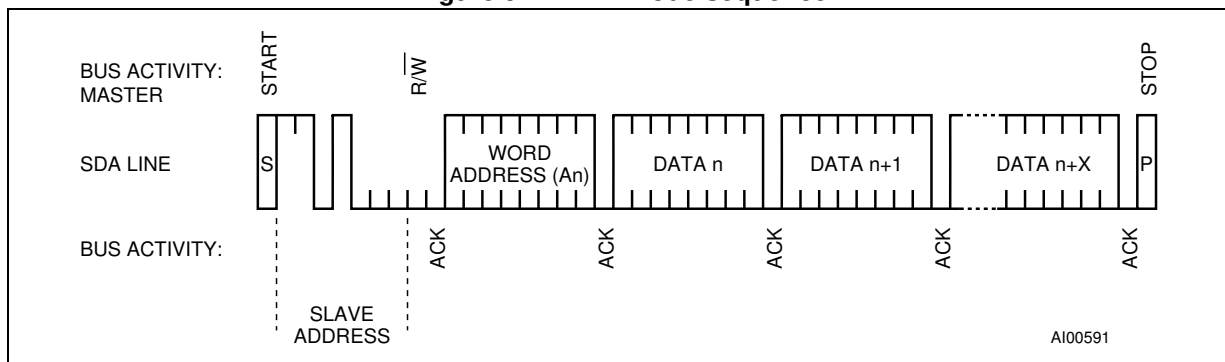 BUS ACTIVITY:
MASTER
START
R/W
STOP
SDA LINE
S
WORD
ADDRESS (An)
DATA n
DATA n+1
DATA n+X
P
BUS ACTIVITY:
ACK
ACK
ACK
ACK
ACK
SLAVE
ADDRESS
AI00591